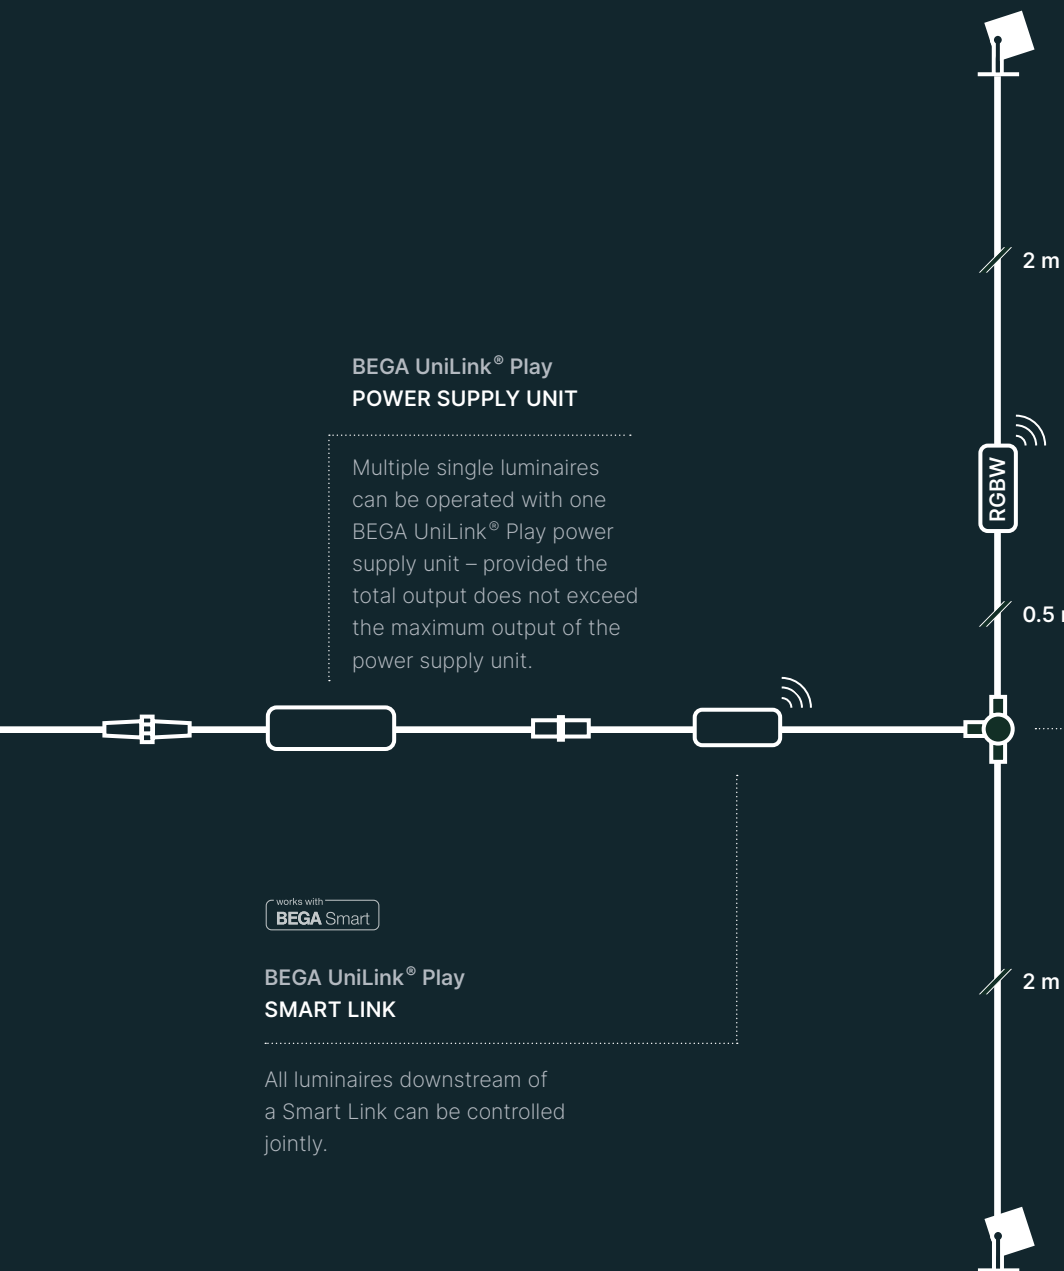 2 m
BEGA UniLink® Play
POWER SUPPLY UNIT
Multiple single luminaires
can be operated with one
BEGA UniLink® Play power
supply unit – provided the
total output does not exceed
the maximum output of the
power supply unit.
RGBW
0.5
works with
BEGA Smart
BEGA UniLink® Play
SMART LINK
2 m
All luminaires downstream of
a Smart Link can be controlled
jointly.